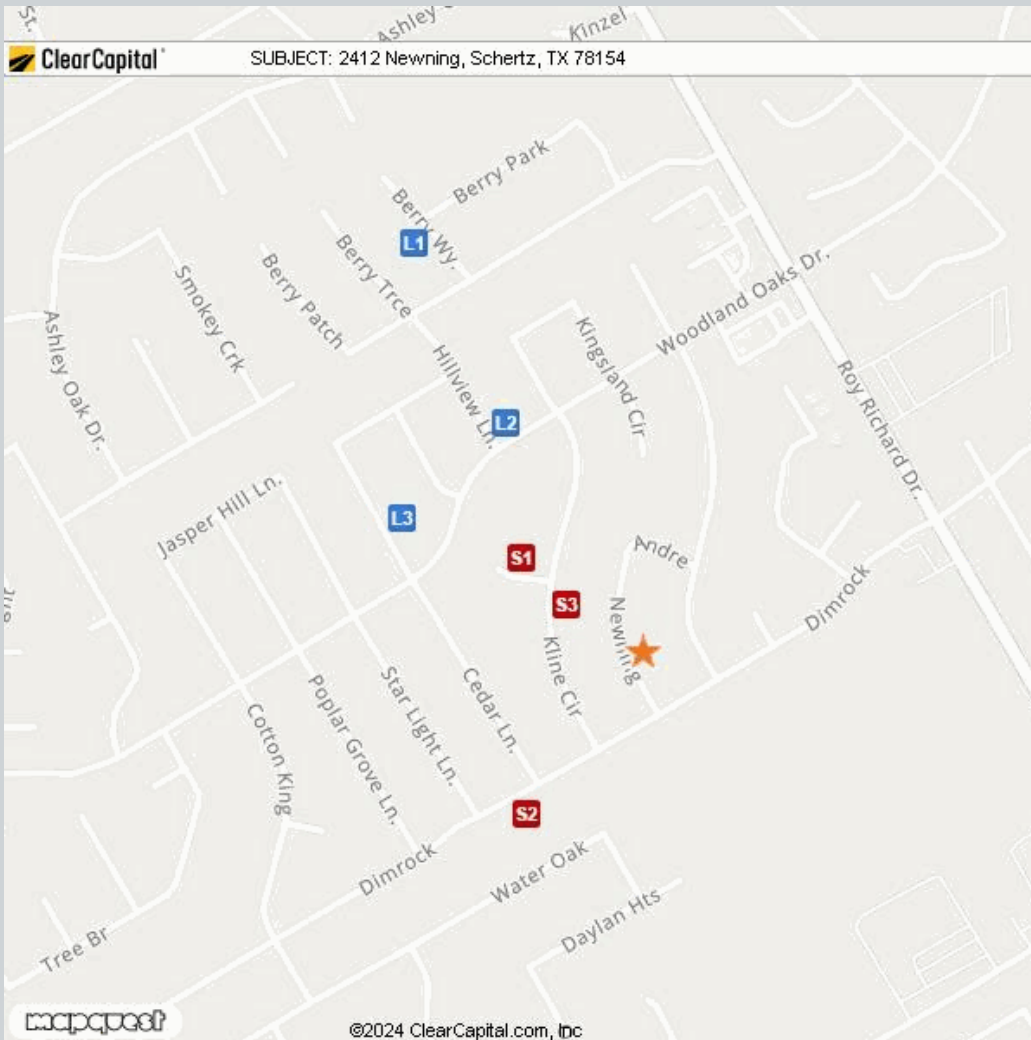 St.
Ashley
Kinzel
ClearCapital
SUBJECT: 2412 Newning, Schertz, TX 78154
Berry Park
Berry Wy.
L1
Berry Trce
Berry Patch
Smokey Crk
Woodland Oaks Dr.
Ashley Oak Dr.
Kingsland Cir
Hillview Ln.
Roy Richard Dr.
L2
Jasper Hill Ln.
L3
S1
Andre
S3
Newning
Dimrock
Kline Cir
Cedar Ln.
Star Light Ln.
Poplar Grove Ln.
Cotton King
S2
Dimrock
Water Oak
Daylan Hts
Tree Br
mapquest
©2024 ClearCapital.com, Inc